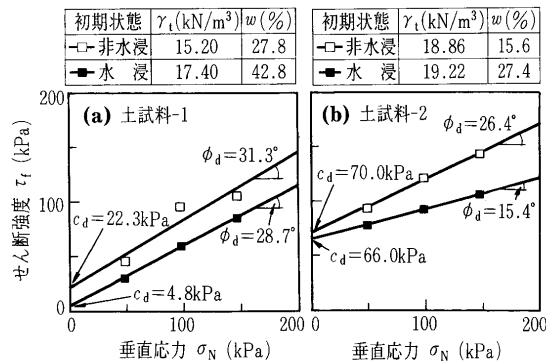 初期状態 γt(kN/m³) w(%)
非水浸 15.20 27.8
水 浸 17.40 42.8
初期状態 γt(kN/m³) w(%)
非水浸 18.86 15.6
水 浸 19.22 27.4
せん断強度 τf (kPa)
200
100
0
(a) 土試料-1
ϕd=31.3°
cd=22.3kPa
ϕd=28.7°
cd=4.8kPa
0 100 200
垂直応力 σN (kPa)
(b) 土試料-2
ϕd=26.4°
cd=70.0kPa
ϕd=15.4°
cd=66.0kPa
0 100 200
垂直応力 σN (kPa)